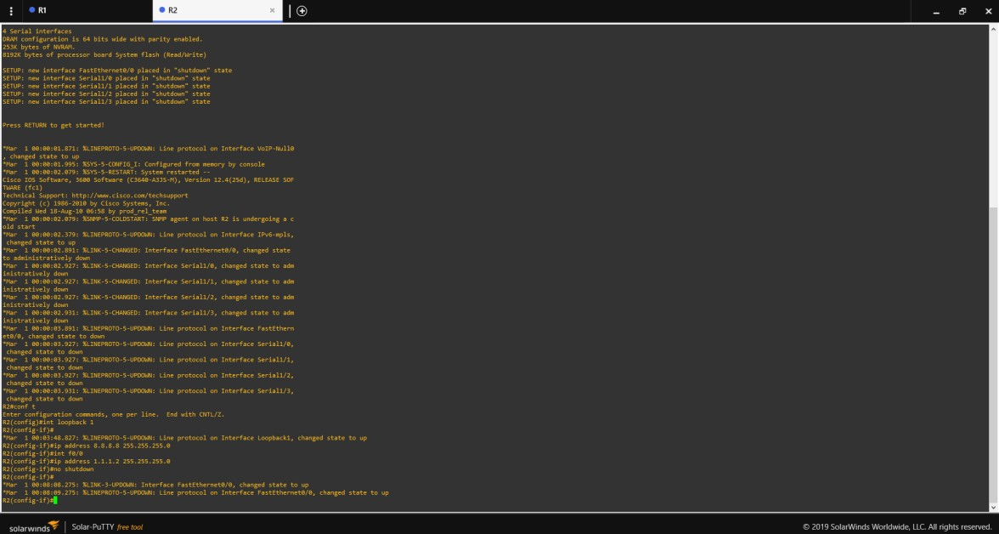 R1
R2
4 Serial interfaces
DRAM configuration is 64 bits wide with parity enabled.
253K bytes of NVRAM.
8192K bytes of processor board System flash (Read/Write)
SETUP: new interface FastEthernet0/0 placed in "shutdown" state
SETUP: new interface Serial1/0 placed in "shutdown" state
SETUP: new interface Serial1/1 placed in "shutdown" state
SETUP: new interface Serial1/2 placed in "shutdown" state
SETUP: new interface Serial1/3 placed in "shutdown" state
Press RETURN to get started!
*Mar  1 00:00:01.871: %LINEPROTO-5-UPDOWN: Line protocol on Interface VoIP-Null0
, changed state to up
*Mar  1 00:00:01.995: %SYS-5-CONFIG_I: Configured from memory by console
*Mar  1 00:00:02.079: %SYS-5-RESTART: System restarted --
Cisco IOS Software, 3600 Software (C3640-A3JS-M), Version 12.4(25d), RELEASE SOF
TWARE (fc1)
Technical Support: http://www.cisco.com/techsupport
Copyright (c) 1986-2010 by Cisco Systems, Inc.
Compiled Wed 18-Aug-10 06:58 by prod_rel_team
*Mar  1 00:00:02.079: %SNMP-5-COLDSTART: SNMP agent on host R2 is undergoing a c
old start
*Mar  1 00:00:02.379: %LINEPROTO-5-UPDOWN: Line protocol on Interface IPv6-mpls,
 changed state to up
*Mar  1 00:00:02.891: %LINK-5-CHANGED: Interface FastEthernet0/0, changed state
to administratively down
*Mar  1 00:00:02.927: %LINK-5-CHANGED: Interface Serial1/0, changed state to adm
inistratively down
*Mar  1 00:00:02.927: %LINK-5-CHANGED: Interface Serial1/1, changed state to adm
inistratively down
*Mar  1 00:00:02.927: %LINK-5-CHANGED: Interface Serial1/2, changed state to adm
inistratively down
*Mar  1 00:00:02.931: %LINK-5-CHANGED: Interface Serial1/3, changed state to adm
inistratively down
*Mar  1 00:00:03.891: %LINEPROTO-5-UPDOWN: Line protocol on Interface FastEthern
et0/0, changed state to down
*Mar  1 00:00:03.927: %LINEPROTO-5-UPDOWN: Line protocol on Interface Serial1/0,
 changed state to down
*Mar  1 00:00:03.927: %LINEPROTO-5-UPDOWN: Line protocol on Interface Serial1/1,
 changed state to down
*Mar  1 00:00:03.927: %LINEPROTO-5-UPDOWN: Line protocol on Interface Serial1/2,
 changed state to down
*Mar  1 00:00:03.931: %LINEPROTO-5-UPDOWN: Line protocol on Interface Serial1/3,
 changed state to down
R2#conf t
Enter configuration commands, one per line.  End with CNTL/Z.
R2(config)#int loopback 1
R2(config-if)#
*Mar  1 00:03:48.827: %LINEPROTO-5-UPDOWN: Line protocol on Interface Loopback1, changed state to up
R2(config-if)#ip address 8.8.8.8 255.255.255.0
R2(config-if)#int f0/0
R2(config-if)#ip address 1.1.1.2 255.255.255.0
R2(config-if)#no shutdown
R2(config-if)#
*Mar  1 00:08:08.275: %LINK-3-UPDOWN: Interface FastEthernet0/0, changed state to up
*Mar  1 00:08:09.275: %LINEPROTO-5-UPDOWN: Line protocol on Interface FastEthernet0/0, changed state to up
R2(config-if)#
solarwinds
Solar-PuTTY free tool
© 2019 SolarWinds Worldwide, LLC. All rights reserved.